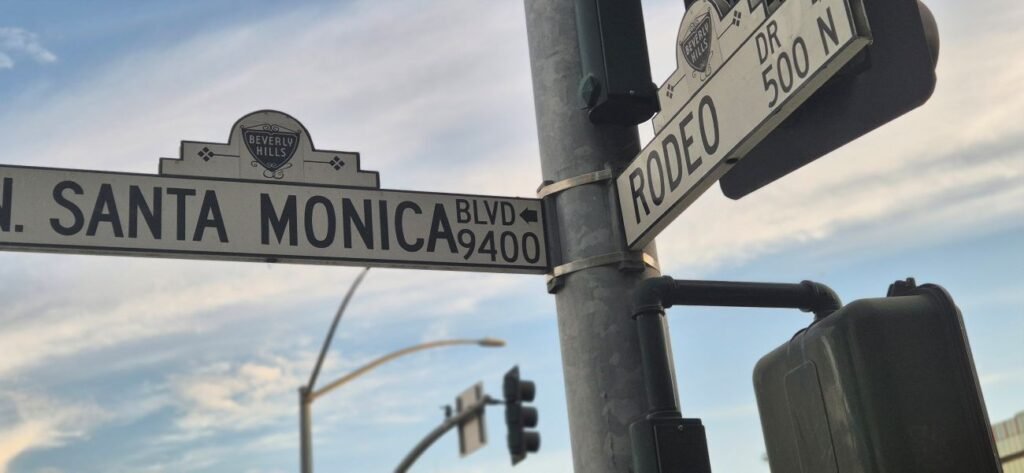 BEVERLY
HILLS
N. SANTA MONICA BLVD
9400
BEVERLY
HILLS
RODEO DR
500 N